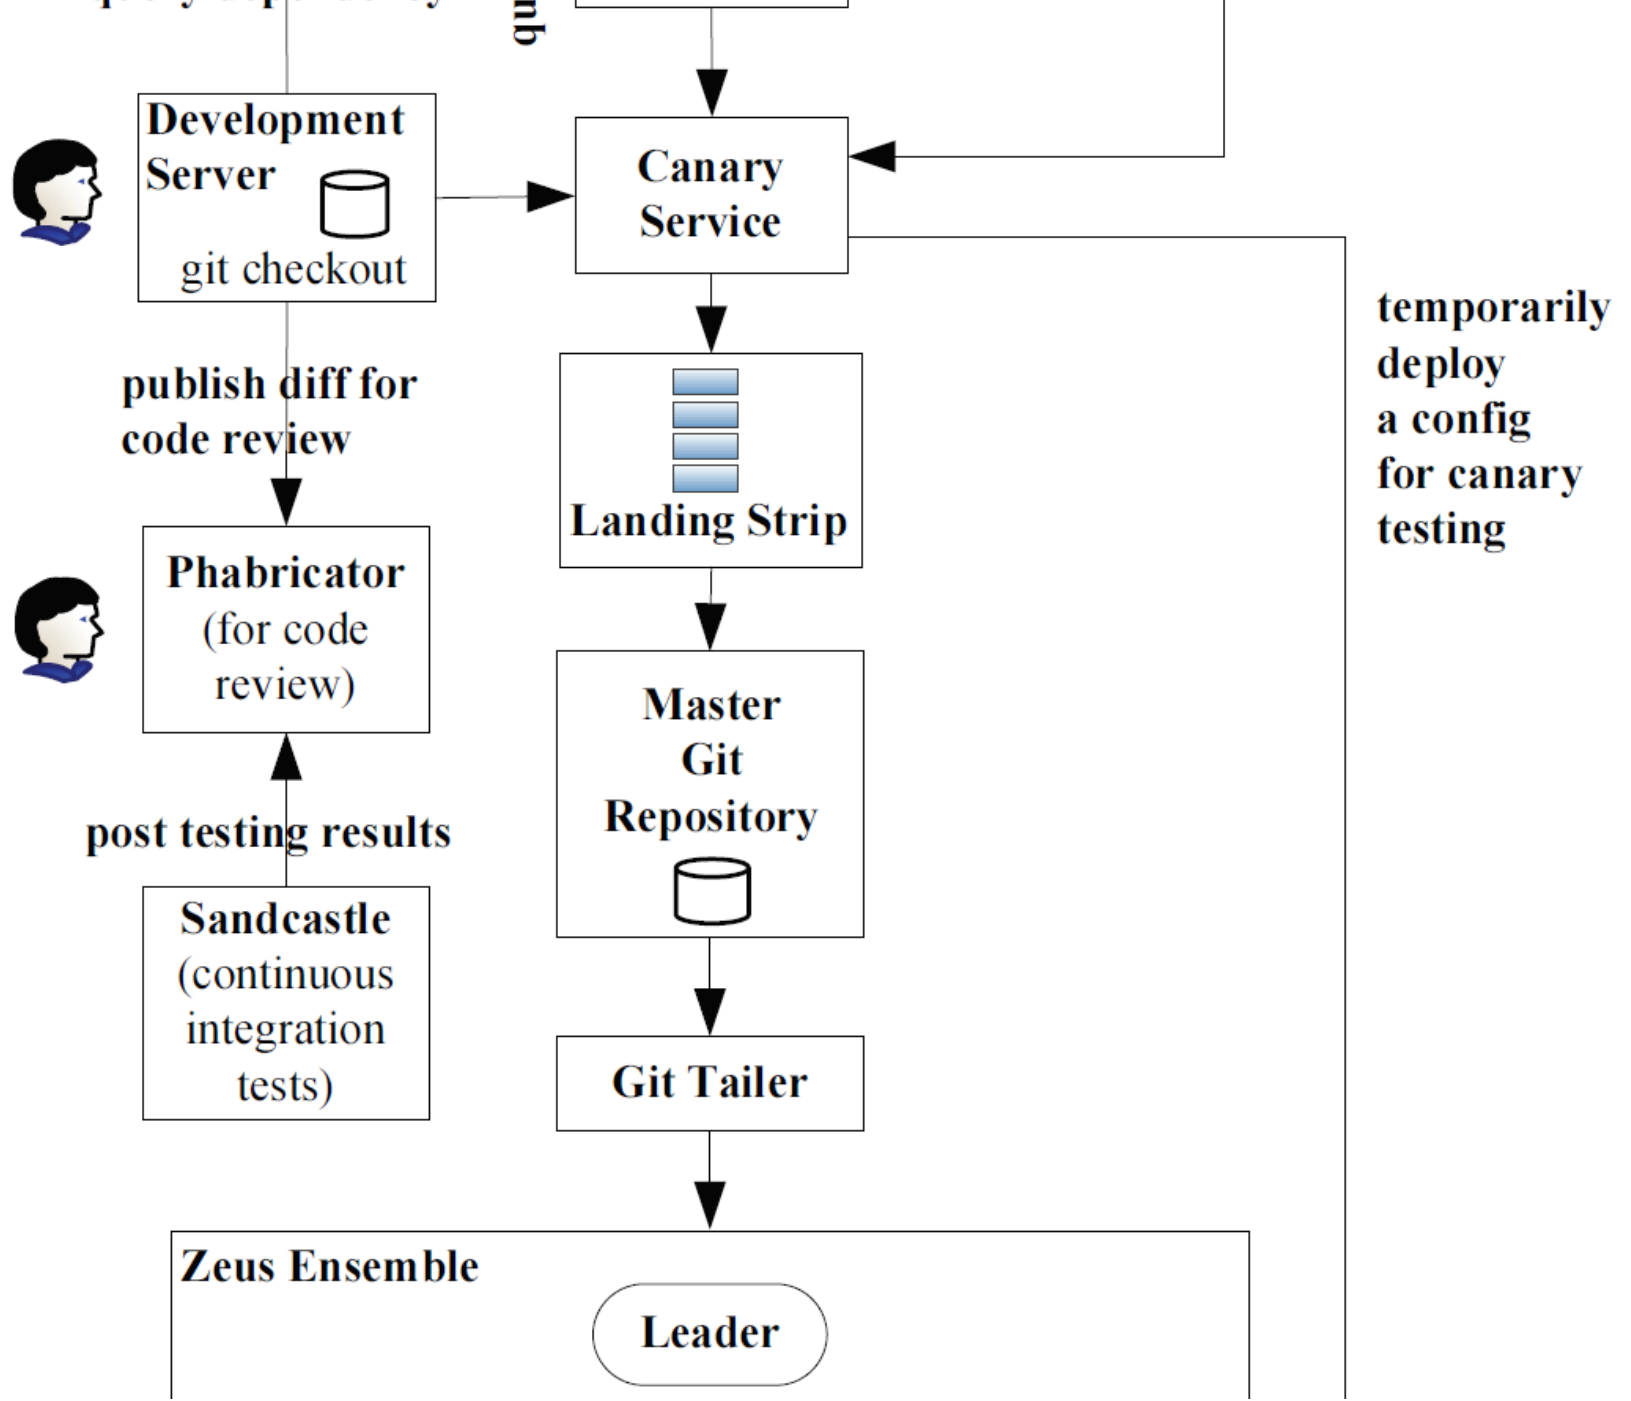 Development
Server
git checkout
Canary
Service
temporarily
deploy
a config
for canary
testing
publish diff for
code review
Landing Strip
Phabricator
(for code
review)
Master
Git
Repository
post testing results
Sandcastle
(continuous
integration
tests)
Git Tailer
Zeus Ensemble
Leader